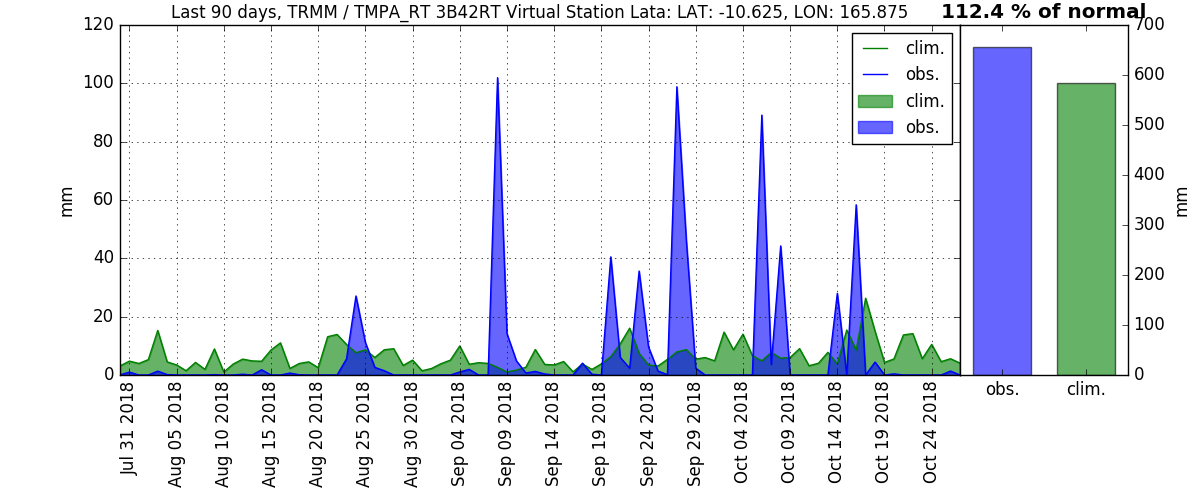 Last 90 days, TRMM / TMPA_RT 3B42RT Virtual Station Lata: LAT: -10.625, LON: 165.875
112.4 % of normal
120
100
80
60
40
20
0
mm
clim.
obs.
clim.
obs.
700
600
500
400
300
200
100
0
mm
obs.
clim.
Jul 31 2018
Aug 05 2018
Aug 10 2018
Aug 15 2018
Aug 20 2018
Aug 25 2018
Aug 30 2018
Sep 04 2018
Sep 09 2018
Sep 14 2018
Sep 19 2018
Sep 24 2018
Sep 29 2018
Oct 04 2018
Oct 09 2018
Oct 14 2018
Oct 19 2018
Oct 24 2018